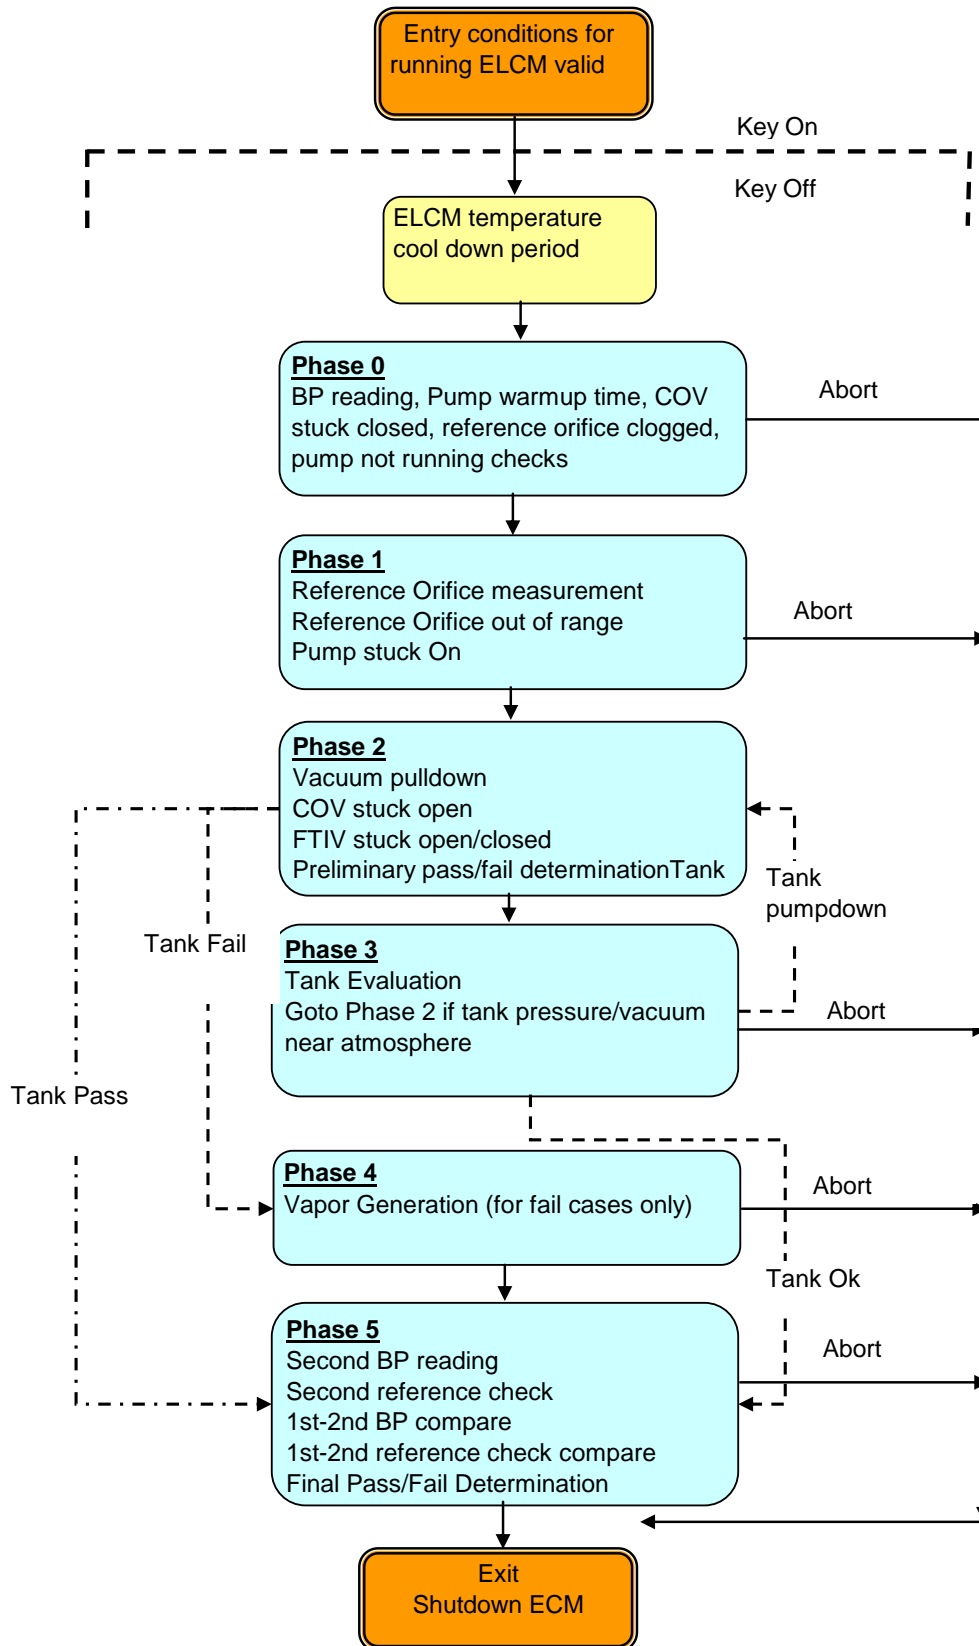 Entry conditions for
running ELCM valid
Key On
Key Off
ELCM temperature
cool down period
Phase 0
BP reading, Pump warmup time, COV
stuck closed, reference orifice clogged,
pump not running checks
Abort
Phase 1
Reference Orifice measurement
Reference Orifice out of range
Pump stuck On
Abort
Phase 2
Vacuum pulldown
COV stuck open
FTIV stuck open/closed
Preliminary pass/fail determinationTank
Tank
pumpdown
Tank Fail
Phase 3
Tank Evaluation
Goto Phase 2 if tank pressure/vacuum
near atmosphere
Abort
Tank Pass
Phase 4
Vapor Generation (for fail cases only)
Abort
Tank Ok
Phase 5
Second BP reading
Second reference check
1st-2nd BP compare
1st-2nd reference check compare
Final Pass/Fail Determination
Abort
Exit
Shutdown ECM